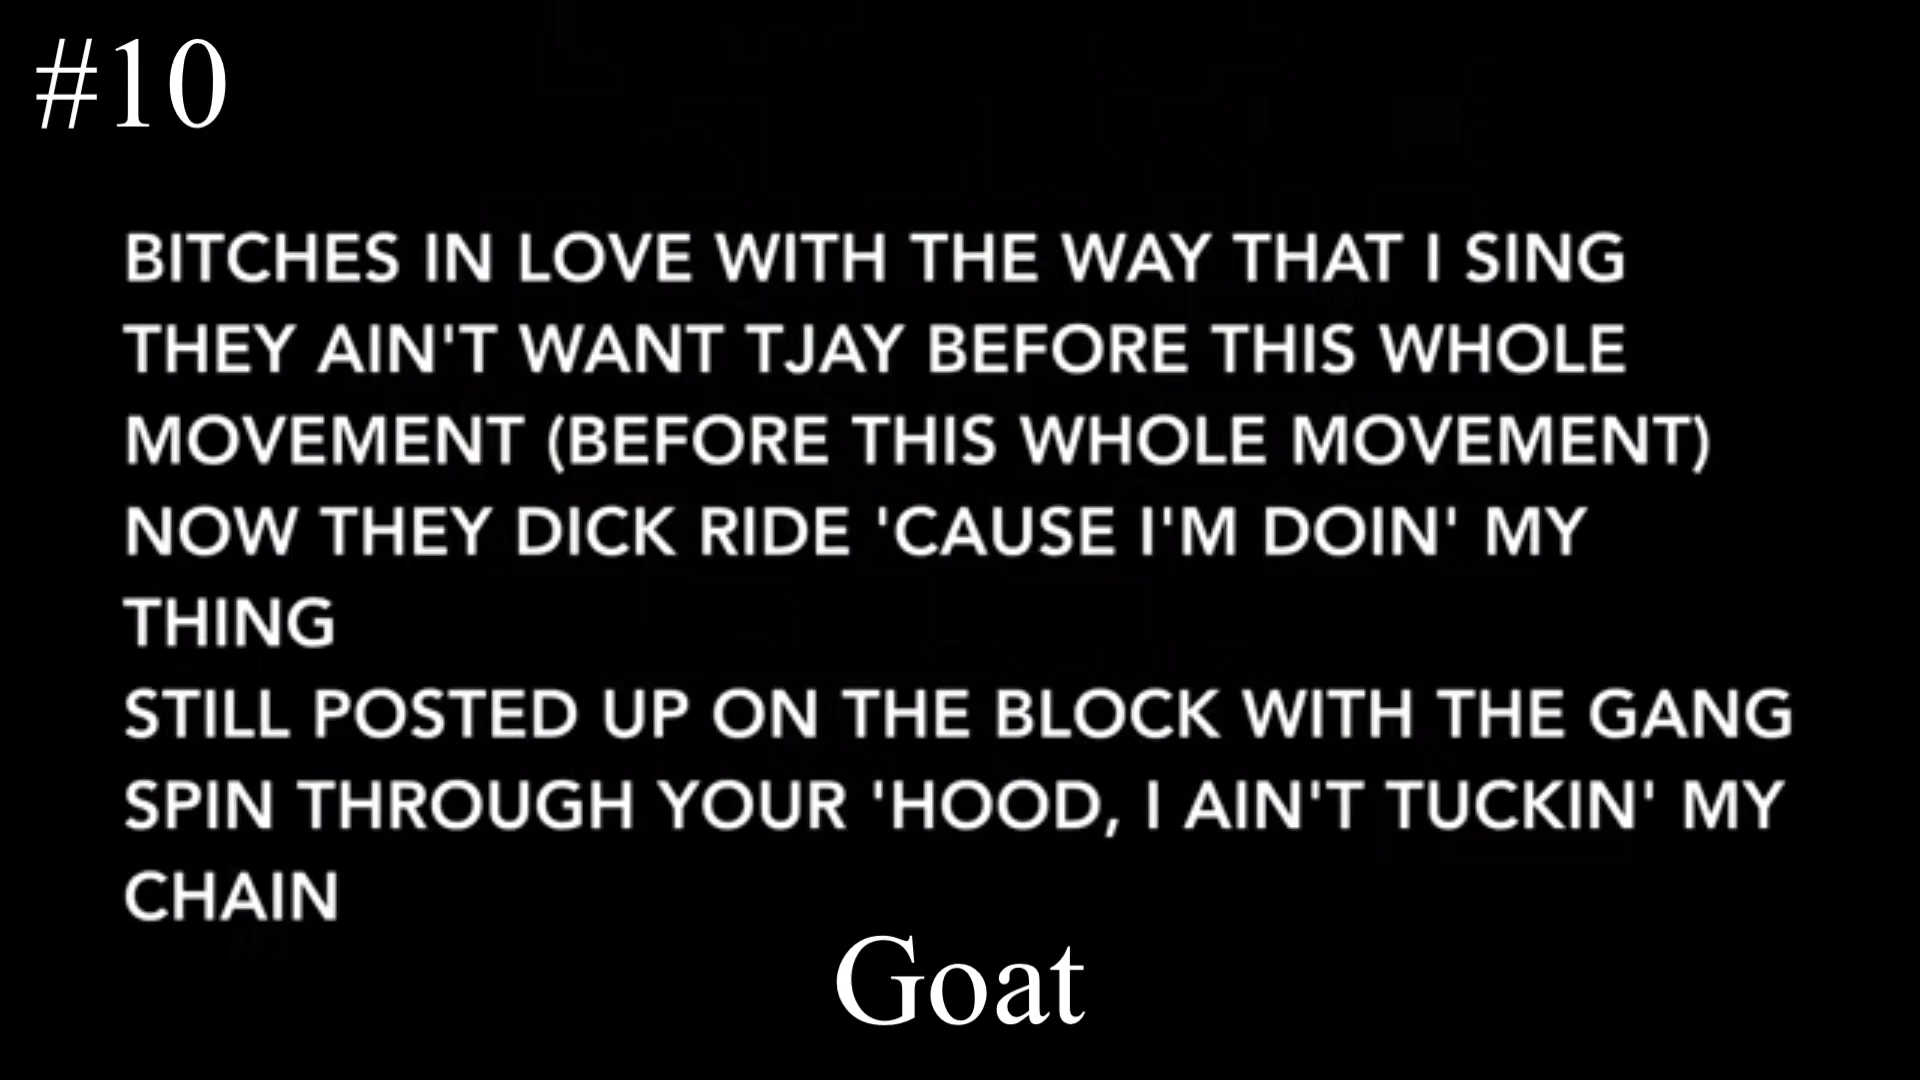 #10
BITCHES IN LOVE WITH THE WAY THAT I SING
THEY AIN'T WANT TJAY BEFORE THIS WHOLE
MOVEMENT (BEFORE THIS WHOLE MOVEMENT)
NOW THEY DICK RIDE 'CAUSE I'M DOIN' MY
THING
STILL POSTED UP ON THE BLOCK WITH THE GANG
SPIN THROUGH YOUR 'HOOD, I AIN'T TUCKIN' MY
CHAIN
Goat